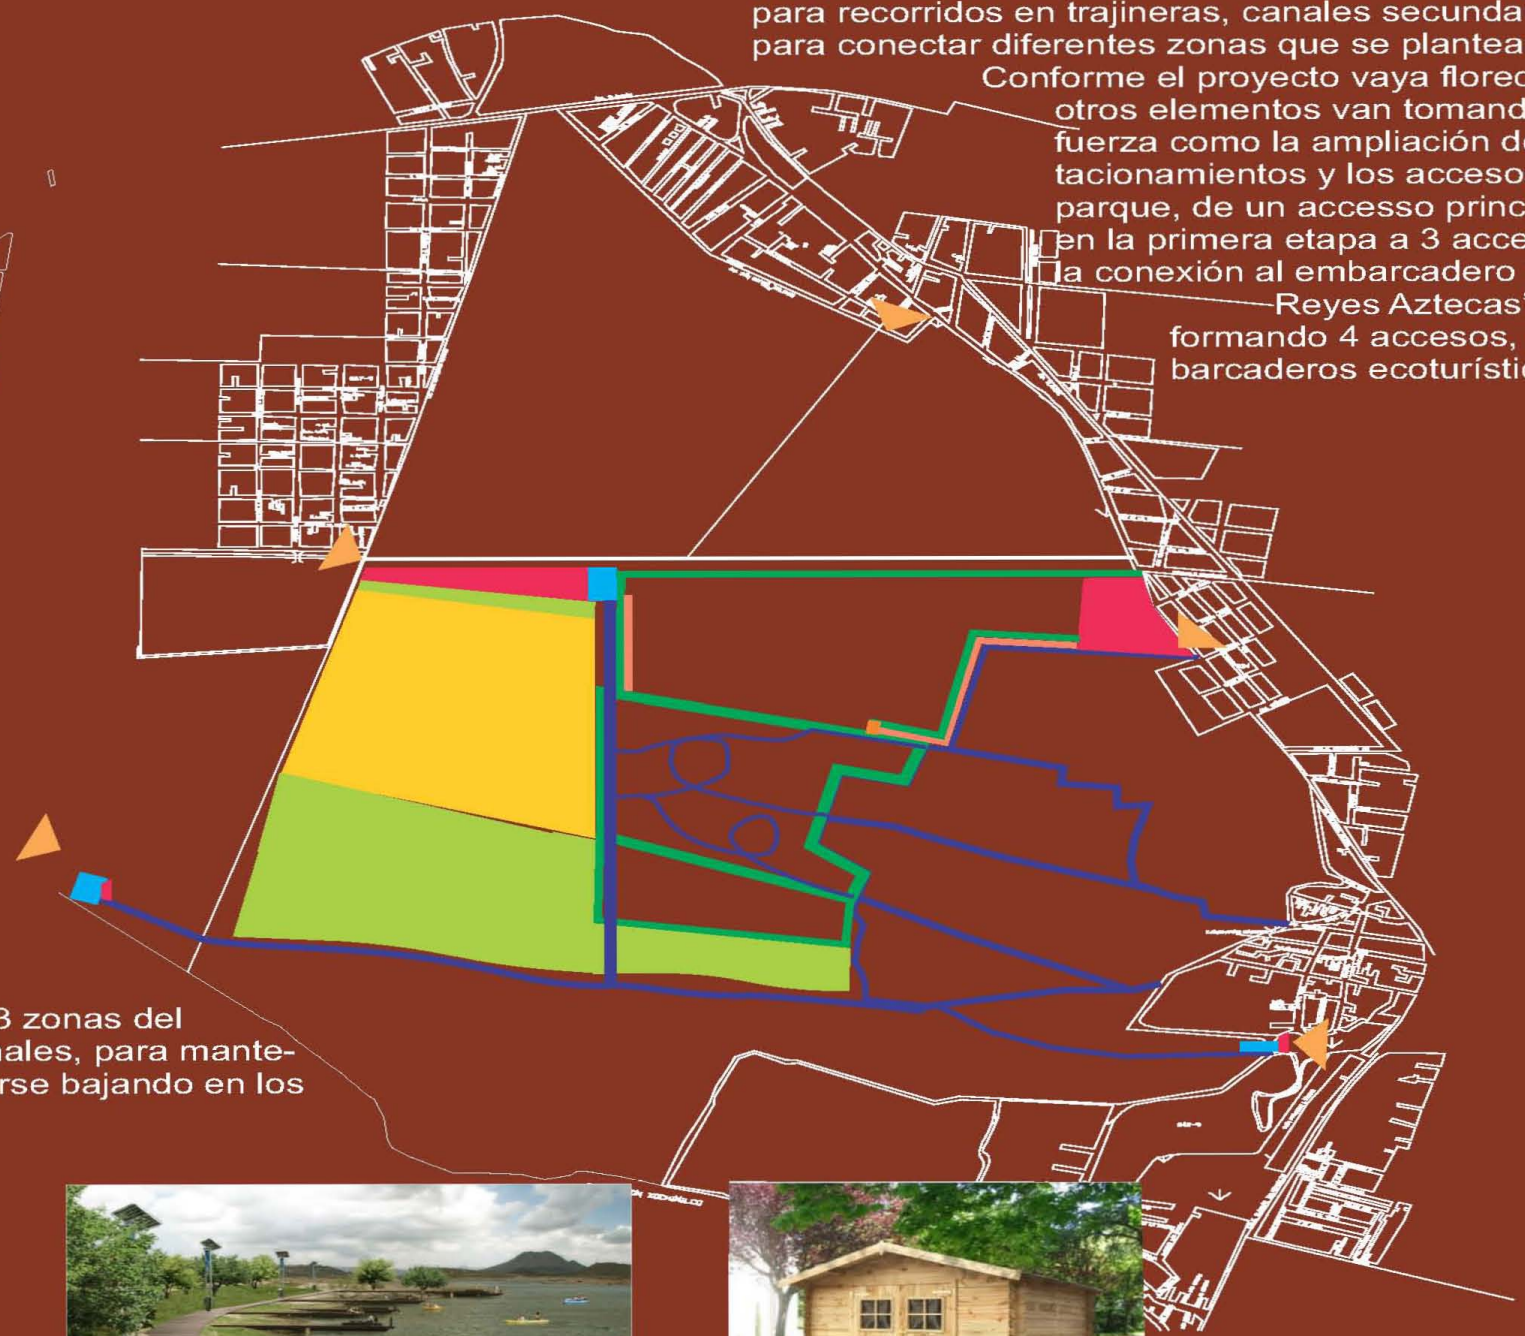 para recorridos en trajineras, canales secunda
para conectar diferentes zonas que se plantea
Conforme el proyecto vaya florec
otros elementos van tomand
fuerza como la ampliación de
tacionamientos y los acceso
parque, de un accesso princ
en la primera etapa a 3 acce
la conexión al embarcadero
Reyes Aztecas"
formando 4 accesos,
barcaderos ecoturístic
3 zonas del
nales, para mante-
rse bajando en los